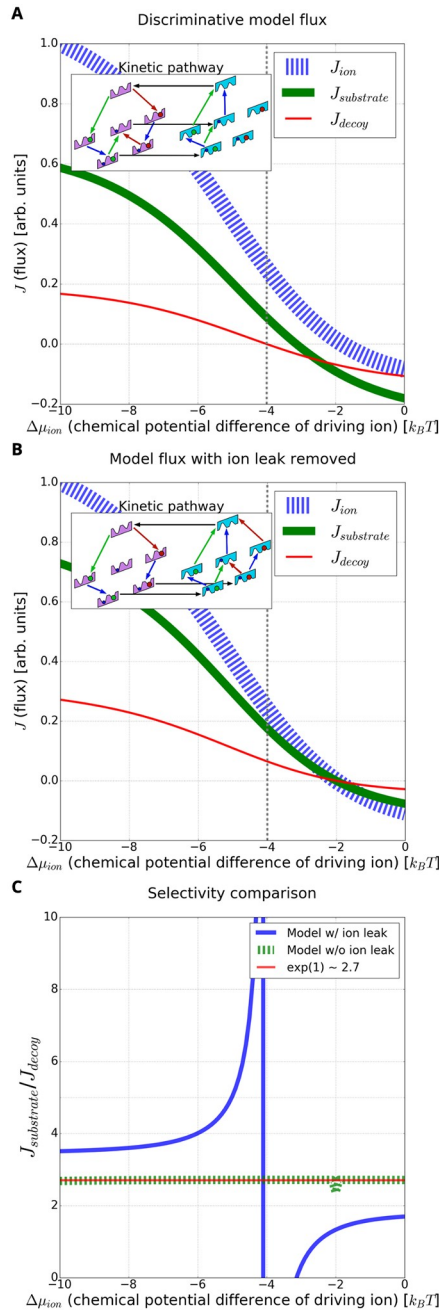 A
Discriminative model flux
Kinetic pathway
J_ion
J_substrate
J_decoy
J (flux) [arb. units]
1.0
0.8
0.6
0.4
0.2
0.0
−0.2
−10 −8 −6 −4 −2 0
Δμ_ion (chemical potential difference of driving ion) [k_BT]
B
Model flux with ion leak removed
Kinetic pathway
J_ion
J_substrate
J_decoy
J (flux) [arb. units]
1.0
0.8
0.6
0.4
0.2
0.0
−0.2
−10 −8 −6 −4 −2 0
Δμ_ion (chemical potential difference of driving ion) [k_BT]
C
Selectivity comparison
Model w/ ion leak
Model w/o ion leak
exp(1) ~ 2.7
J_substrate/J_decoy
10
8
6
4
2
0
−10 −8 −6 −4 −2 0
Δμ_ion (chemical potential difference of driving ion) [k_BT]